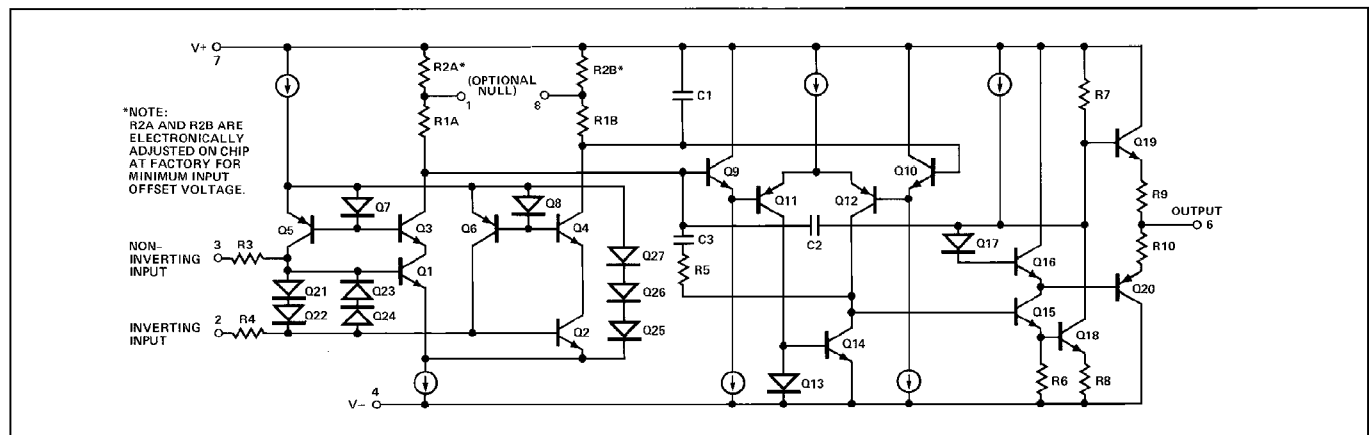 V+
7
R2A*
(OPTIONAL
NULL)
1
8
R2B*
R1A
R1B
C1
R7
*NOTE:
R2A AND R2B ARE
ELECTRONICALLY
ADJUSTED ON CHIP
AT FACTORY FOR
MINIMUM INPUT
OFFSET VOLTAGE.
Q9
Q10
Q19
Q7
Q8
Q11
Q12
R9
Q5
Q3
Q6
Q4
OUTPUT
6
NON-
INVERTING
INPUT
3
R3
Q1
Q27
C3
C2
Q17
Q16
R10
Q21
Q23
Q26
R5
Q20
Q22
Q24
INVERTING
INPUT
2
R4
Q2
Q25
Q15
Q18
Q14
Q13
R6
R8
V-
4